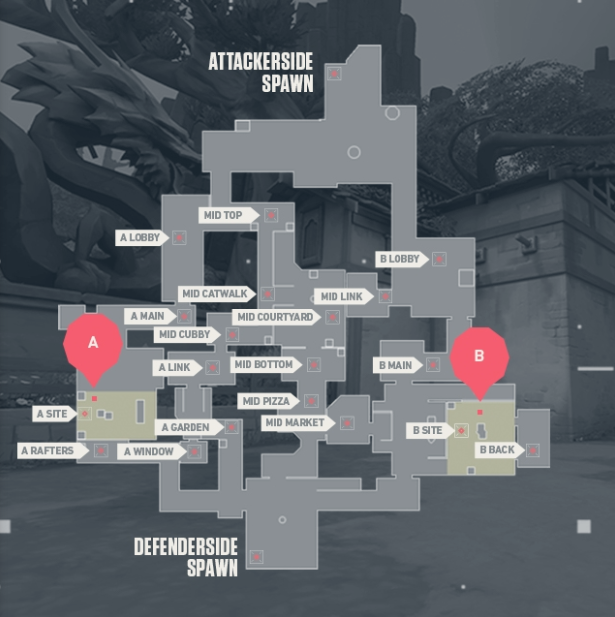 ATTACKERSIDE
SPAWN
MID TOP
A LOBBY
B LOBBY
MID CATWALK
MID LINK
A MAIN
MID COURTYARD
MID CUBBY
A
B
A LINK
MID BOTTOM
B MAIN
MID PIZZA
A SITE
A GARDEN
MID MARKET
B SITE
A RAFTERS
A WINDOW
B BACK
DEFENDERSIDE
SPAWN